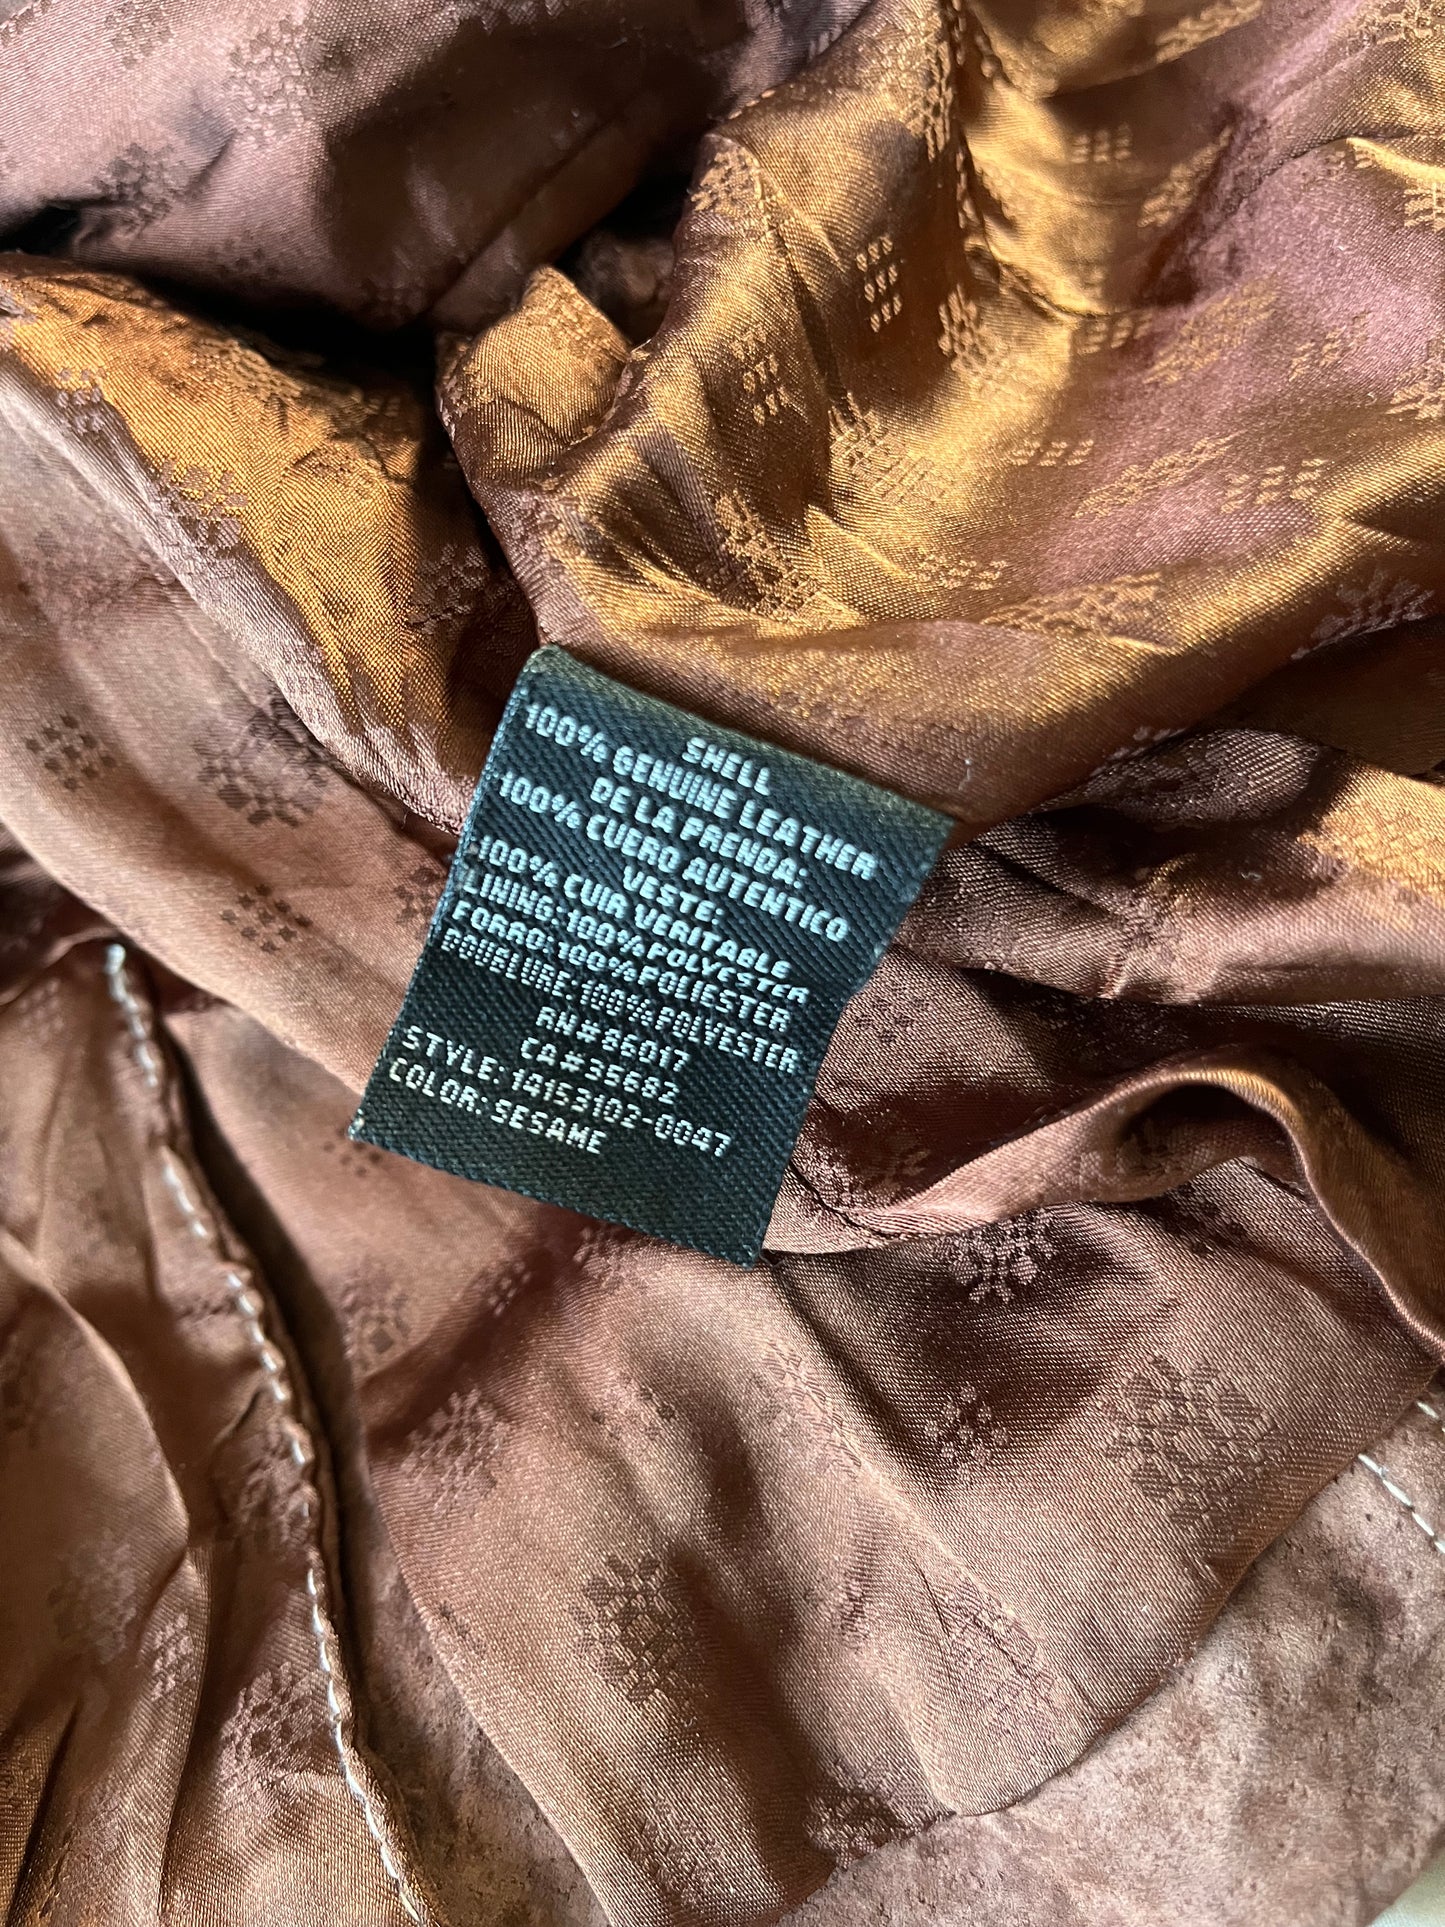 SHELL
100% GENUINE LEATHER
DE LA PRENDA:
100% CUERO AUTENTICO
VESTE:
100% CUIR VERITABLE
LINING: 100% POLYESTER
FORRO: 100% POLIESTER
DOUBLURE: 100% POLYESTER
RN# 86017
CA# 35682
STYLE: 14153102-0047
COLOR: SESAME